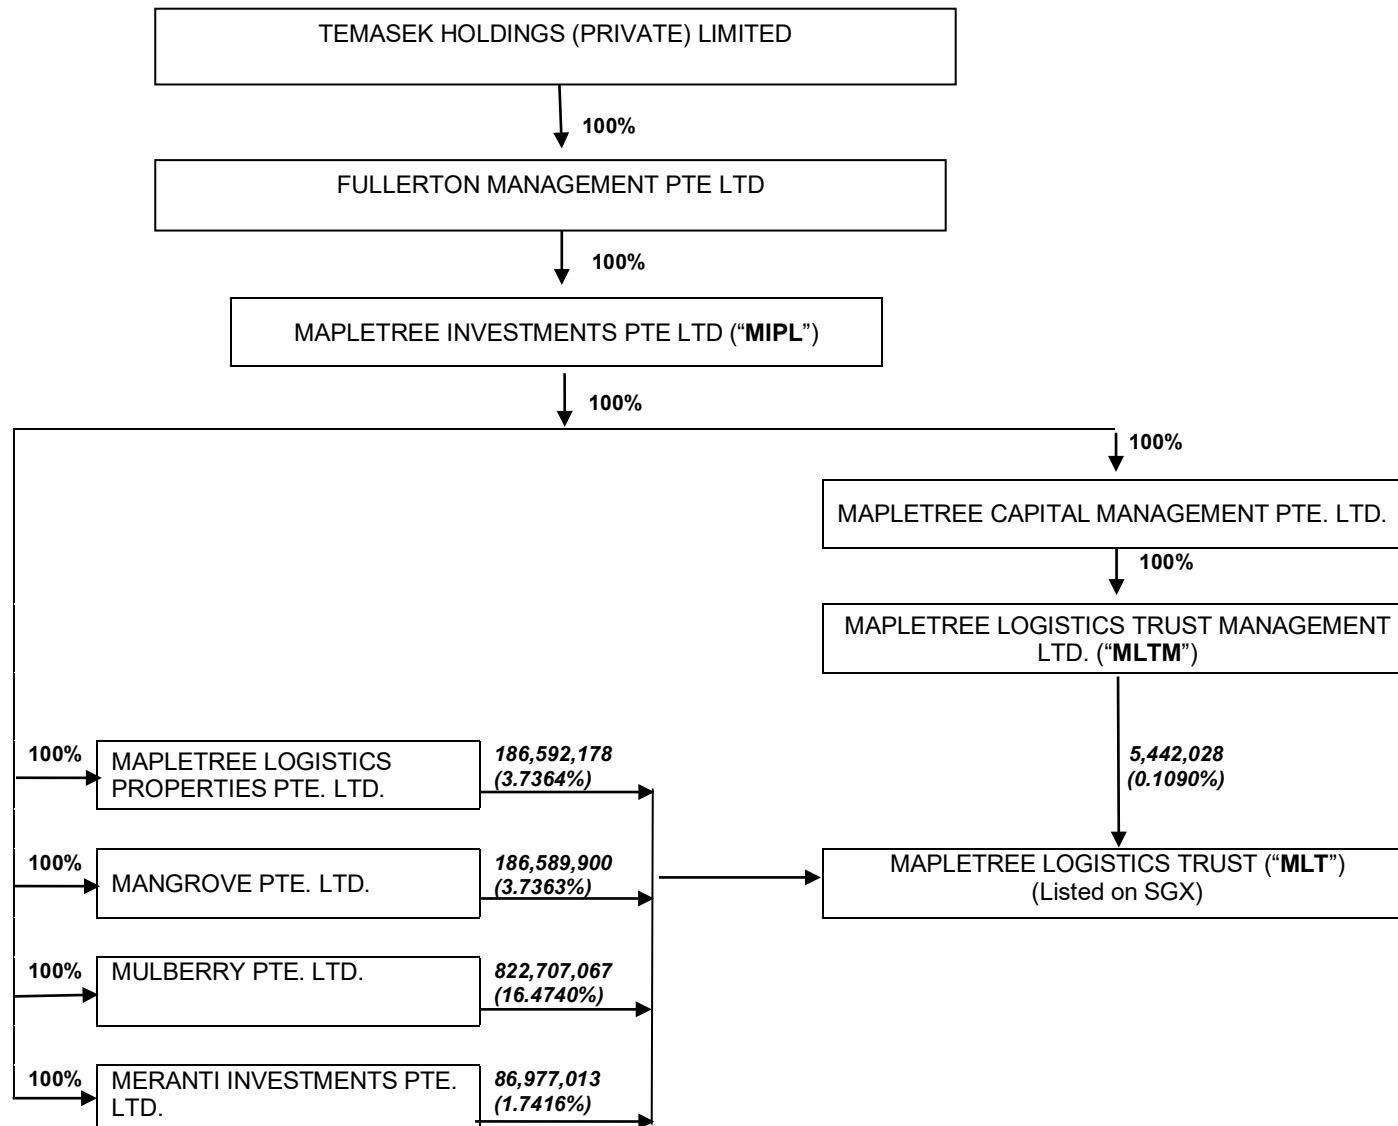 TEMASEK HOLDINGS (PRIVATE) LIMITED
100%
FULLERTON MANAGEMENT PTE LTD
100%
MAPLETREE INVESTMENTS PTE LTD (“MIPL”)
100%
100%
MAPLETREE CAPITAL MANAGEMENT PTE. LTD.
100%
MAPLETREE LOGISTICS TRUST MANAGEMENT
LTD. (“MLTM”)
100%
MAPLETREE LOGISTICS
PROPERTIES PTE. LTD.
186,592,178
(3.7364%)
5,442,028
(0.1090%)
100%
MANGROVE PTE. LTD.
186,589,900
(3.7363%)
MAPLETREE LOGISTICS TRUST (“MLT”)
(Listed on SGX)
100%
MULBERRY PTE. LTD.
822,707,067
(16.4740%)
100%
MERANTI INVESTMENTS PTE.
LTD.
86,977,013
(1.7416%)